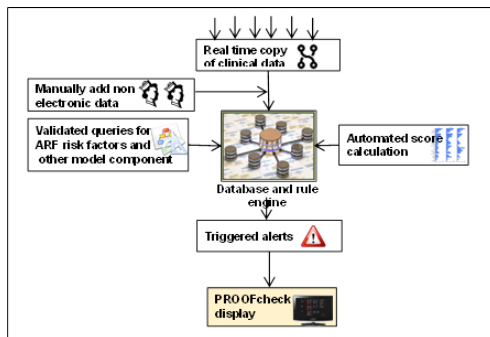 Real time copy
of clinical data
Manually add non
electronic data
Validated queries for
ARF risk factors and
other model component
Automated score
calculation
Database and rule
engine
Triggered alerts
PROOFcheck
display